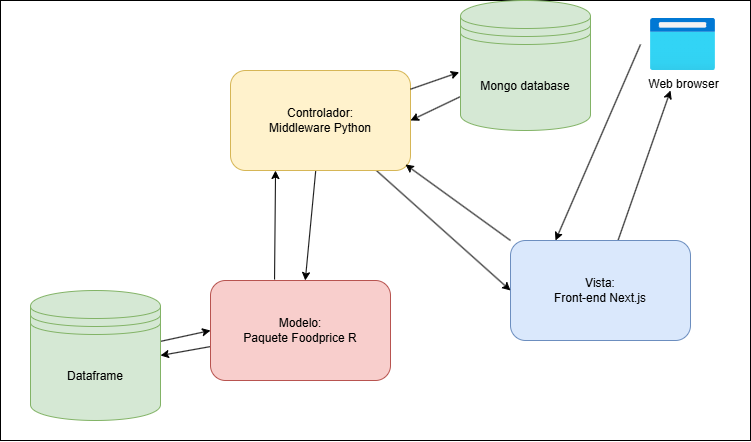 Controlador:
Middleware Python
Mongo database
Web browser
Vista:
Front-end Next.js
Modelo:
Paquete Foodprice R
Dataframe